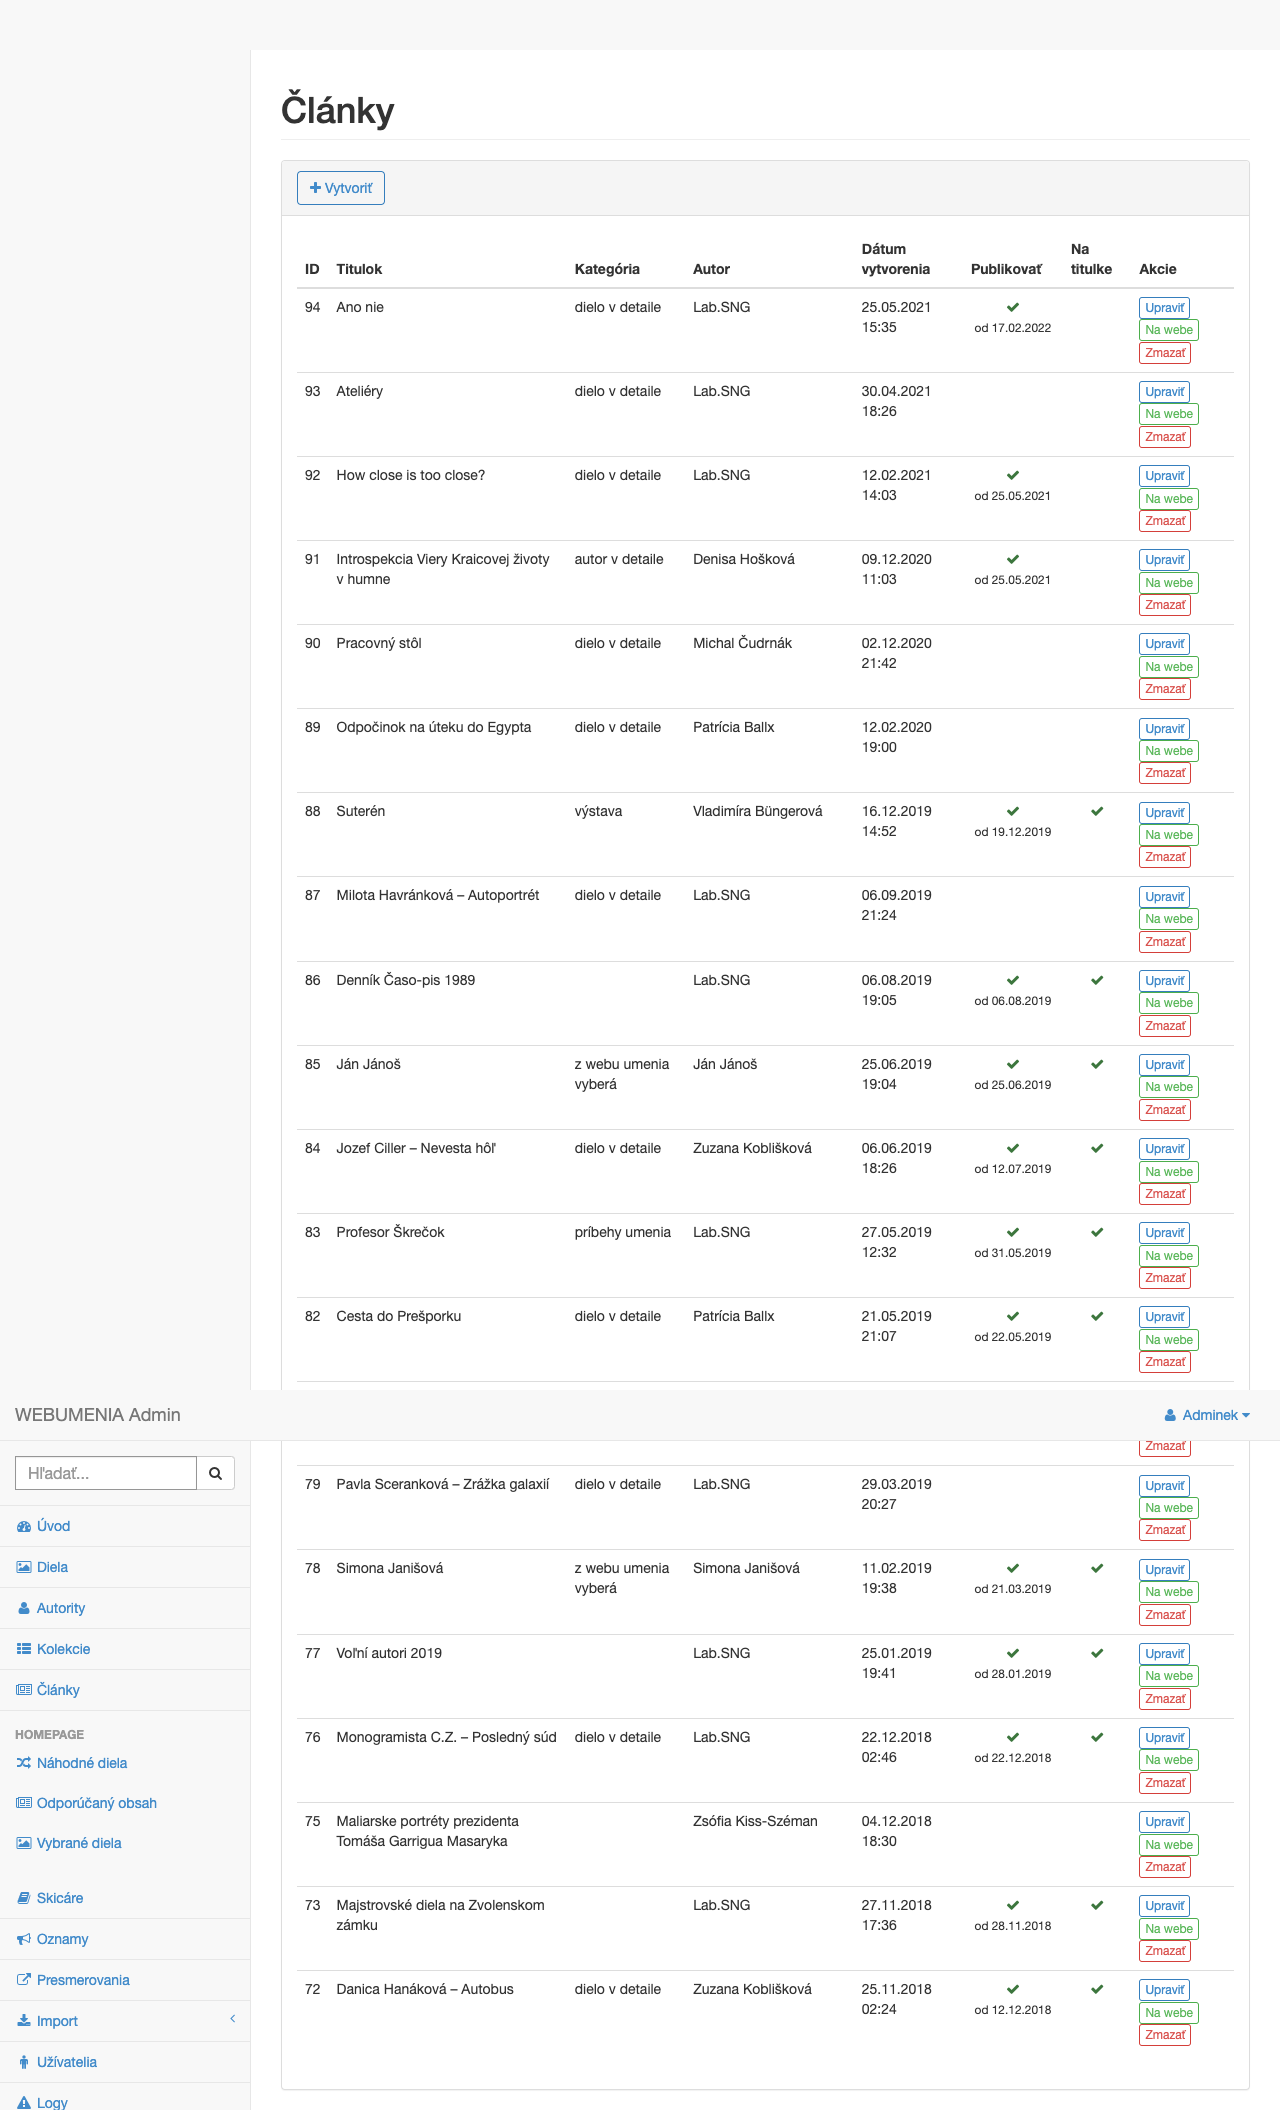 Články
Vytvoriť
ID Titulok Kategória Autor Dátum vytvorenia Publikovať Na titulke Akcie
94 Ano nie dielo v detaile Lab.SNG 25.05.2021 Upraviť
15:35 od 17.02.2022 Na webe
Zmazať
93 Ateliéry dielo v detaile Lab.SNG 30.04.2021 Upraviť
18:26 Na webe
Zmazať
92 How close is too close? dielo v detaile Lab.SNG 12.02.2021 Upraviť
14:03 od 25.05.2021 Na webe
Zmazať
91 Introspekcia Viery Kraicovej životy autor v detaile Denisa Hošková 09.12.2020 Upraviť
v humne 11:03 od 25.05.2021 Na webe
Zmazať
90 Pracovný stôl dielo v detaile Michal Čudrnák 02.12.2020 Upraviť
21:42 Na webe
Zmazať
89 Odpočinok na úteku do Egypta dielo v detaile Patrícia Ballx 12.02.2020 Upraviť
19:00 Na webe
Zmazať
88 Suterén výstava Vladimíra Büngerová 16.12.2019 Upraviť
14:52 od 19.12.2019 Na webe
Zmazať
87 Milota Havránková – Autoportrét dielo v detaile Lab.SNG 06.09.2019 Upraviť
21:24 Na webe
Zmazať
86 Denník Časo-pis 1989 Lab.SNG 06.08.2019 Upraviť
19:05 od 06.08.2019 Na webe
Zmazať
85 Ján Jánoš z webu umenia Ján Jánoš 25.06.2019 Upraviť
vyberá 19:04 od 25.06.2019 Na webe
Zmazať
84 Jozef Ciller – Nevesta hôľ dielo v detaile Zuzana Koblišková 06.06.2019 Upraviť
18:26 od 12.07.2019 Na webe
Zmazať
83 Profesor Škrečok príbehy umenia Lab.SNG 27.05.2019 Upraviť
12:32 od 31.05.2019 Na webe
Zmazať
82 Cesta do Prešporku dielo v detaile Patrícia Ballx 21.05.2019 Upraviť
21:07 od 22.05.2019 Na webe
Zmazať
WEBUMENIA Admin Adminek
Zmazať
79 Pavla Sceranková – Zrážka galaxií dielo v detaile Lab.SNG 29.03.2019 Upraviť
20:27 Na webe
Zmazať
78 Simona Janišová z webu umenia Simona Janišová 11.02.2019 Upraviť
vyberá 19:38 od 21.03.2019 Na webe
Zmazať
77 Voľní autori 2019 Lab.SNG 25.01.2019 Upraviť
19:41 od 28.01.2019 Na webe
Zmazať
76 Monogramista C.Z. – Posledný súd dielo v detaile Lab.SNG 22.12.2018 Upraviť
02:46 od 22.12.2018 Na webe
Zmazať
75 Maliarske portréty prezidenta Zsófia Kiss-Széman 04.12.2018 Upraviť
Tomáša Garrigua Masaryka 18:30 Na webe
Zmazať
73 Majstrovské diela na Zvolenskom Lab.SNG 27.11.2018 Upraviť
zámku 17:36 od 28.11.2018 Na webe
Zmazať
72 Danica Hanáková – Autobus dielo v detaile Zuzana Koblišková 25.11.2018 Upraviť
02:24 od 12.12.2018 Na webe
Zmazať
Hľadať...
Úvod
Diela
Autority
Kolekcie
Články
HOMEPAGE
Náhodné diela
Odporúčaný obsah
Vybrané diela
Skicáre
Oznamy
Presmerovania
Import
Užívatelia
Logy